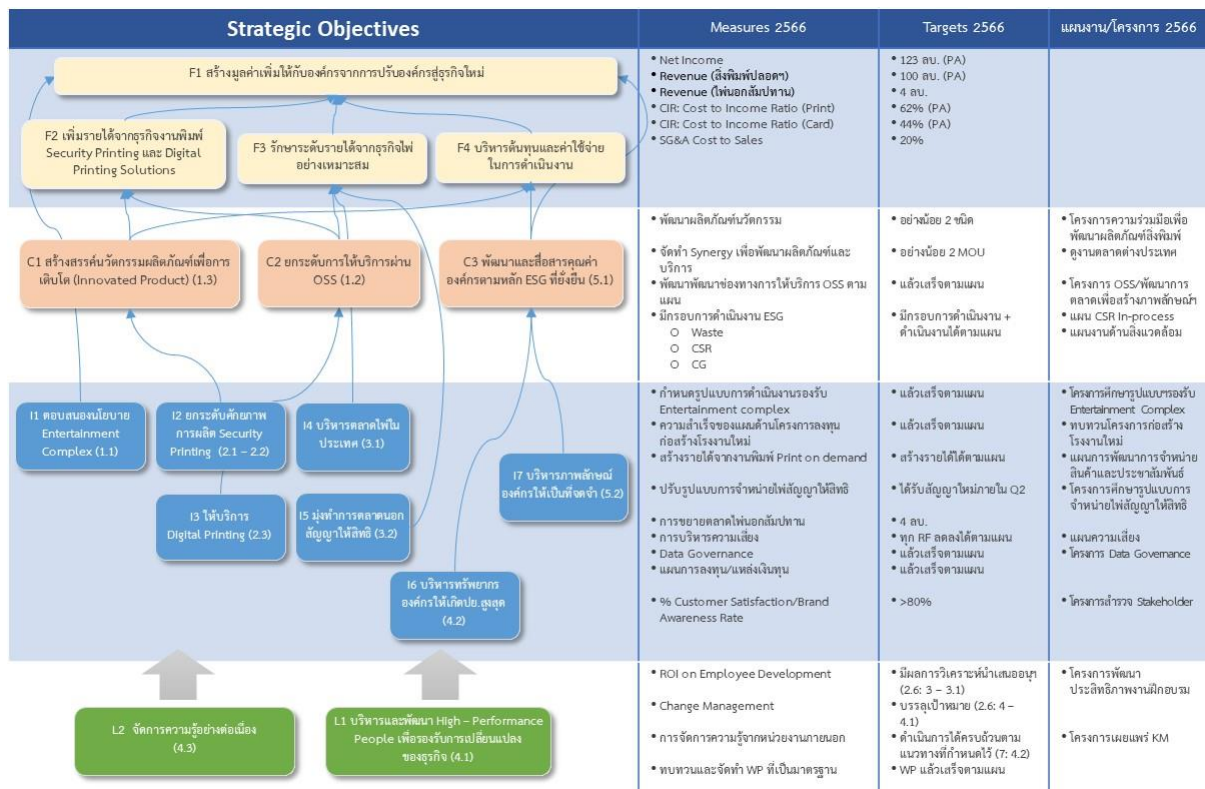 Strategic Objectives
Measures 2566
Targets 2566
แผนงาน/โครงการ 2566
F1 สร้างมูลค่าเพิ่มให้กับองค์กรจากการปรับองค์กรสู่ธุรกิจใหม่
F2 เพิ่มรายได้จากธุรกิจงานพิมพ์
Security Printing และ Digital
Printing Solutions
F3 รักษาระดับรายได้จากธุรกิจไพ่
อย่างเหมาะสม
F4 บริหารต้นทุนและค่าใช้จ่าย
ในการดำเนินงาน
• Net Income
• Revenue (สิ่งพิมพ์ปลอดฯ)
• Revenue (ไพ่นอกสัมปทาน)
• CIR: Cost to Income Ratio (Print)
• CIR: Cost to Income Ratio (Card)
• SG&A Cost to Sales
• 123 ลบ. (PA)
• 100 ลบ. (PA)
• 4 ลบ.
• 62% (PA)
• 44% (PA)
• 20%
C1 สร้างสรรค์นวัตกรรมผลิตภัณฑ์เพื่อการ
เติบโต (Innovated Product) (1.3)
C2 ยกระดับการให้บริการผ่าน
OSS (1.2)
C3 พัฒนาและสื่อสารคุณค่า
องค์กรตามหลัก ESG ที่ยั่งยืน (5.1)
• พัฒนาผลิตภัณฑ์นวัตกรรม
• จัดทำ Synergy เพื่อพัฒนาผลิตภัณฑ์และ
บริการ
• พัฒนาพัฒนาช่องทางการให้บริการ OSS ตาม
แผน
• มีกรอบการดำเนินงาน ESG
O Waste
O CSR
O CG
• อย่างน้อย 2 ชนิด
• อย่างน้อย 2 MOU
• แล้วเสร็จตามแผน
• มีกรอบการดำเนินงาน +
ดำเนินงานได้ตามแผน
• โครงการความร่วมมือเพื่อ
พัฒนาผลิตภัณฑ์สิ่งพิมพ์
• ดูงานตลาดต่างประเทศ
• โครงการ OSS/พัฒนาการ
ตลาดเพื่อสร้างภาพลักษณ์ฯ
• แผน CSR In-process
• แผนงานด้านสิ่งแวดล้อม
I1 ตอบสนองนโยบาย
Entertainment
Complex (1.1)
I2 ยกระดับศักยภาพ
การผลิต Security
Printing (2.1 – 2.2)
I4 บริหารตลาดไพ่ใน
ประเทศ (3.1)
I7 บริหารภาพลักษณ์
องค์กรให้เป็นที่จดจำ (5.2)
I3 ให้บริการ
Digital Printing (2.3)
I5 มุ่งทำการตลาดนอก
สัญญาให้สิทธิ (3.2)
I6 บริหารทรัพยากร
องค์กรให้เกิดปย.สูงสุด
(4.2)
• กำหนดรูปแบบการดำเนินงานรองรับ
Entertainment complex
• ความสำเร็จของแผนด้านโครงการลงทุน
ก่อสร้างโรงงานใหม่
• สร้างรายได้จากงานพิมพ์ Print on demand
• ปรับรูปแบบการจำหน่ายไพ่สัญญาให้สิทธิ
• การขยายตลาดไพ่นอกสัมปทาน
• การบริหารความเสี่ยง
• Data Governance
• แผนการลงทุน/แหล่งเงินทุน
• % Customer Satisfaction/Brand
Awareness Rate
• แล้วเสร็จตามแผน
• แล้วเสร็จตามแผน
• สร้างรายได้ได้ตามแผน
• ได้รับสัญญาใหม่ภายใน Q2
• 4 ลบ.
• ทุก RF ลดลงได้ตามแผน
• แล้วเสร็จตามแผน
• แล้วเสร็จตามแผน
• >80%
• โครงการศึกษารูปแบบฯรองรับ
Entertainment Complex
• ทบทวนโครงการก่อสร้าง
โรงงานใหม่
• แผนการพัฒนาการจำหน่าย
สินค้าและประชาสัมพันธ์
• โครงการศึกษารูปแบบการ
จำหน่ายไพ่สัญญาให้สิทธิ
• แผนความเสี่ยง
• โครงการ Data Governance
• โครงการสำรวจ Stakeholder
L2 จัดการความรู้อย่างต่อเนื่อง
(4.3)
L1 บริหารและพัฒนา High – Performance
People เพื่อรองรับการเปลี่ยนแปลง
ของธุรกิจ (4.1)
• ROI on Employee Development
• Change Management
• การจัดการความรู้จากหน่วยงานภายนอก
• ทบทวนและจัดทำ WP ที่เป็นมาตรฐาน
• มีผลการวิเคราะห์นำเสนออนุฯ
(2.6: 3 – 3.1)
• บรรลุเป้าหมาย (2.6: 4 –
4.1)
• ดำเนินการได้ครบถ้วนตาม
แนวทางที่กำหนดไว้ (7: 4.2)
• WP แล้วเสร็จตามแผน
• โครงการพัฒนา
ประสิทธิภาพงานฝึกอบรม
• โครงการเผยแพร่ KM